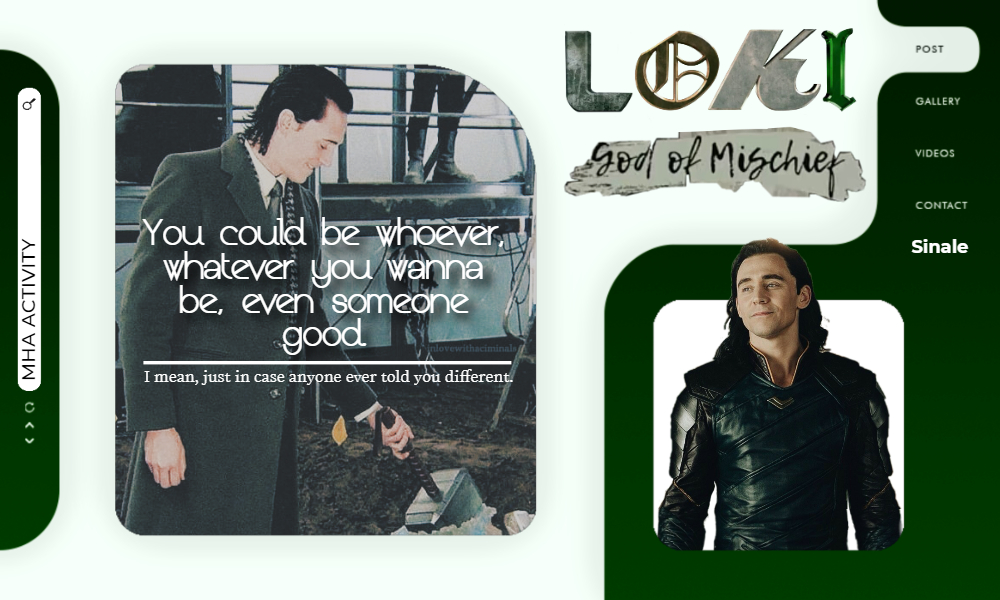 MHA ACTIVITY
You could be whoever,
whatever you wanna
be, even someone
good.
I mean, just in case anyone ever told you different.
LOKI
God of Mischief
POST
GALLERY
VIDEOS
CONTACT
Sinale